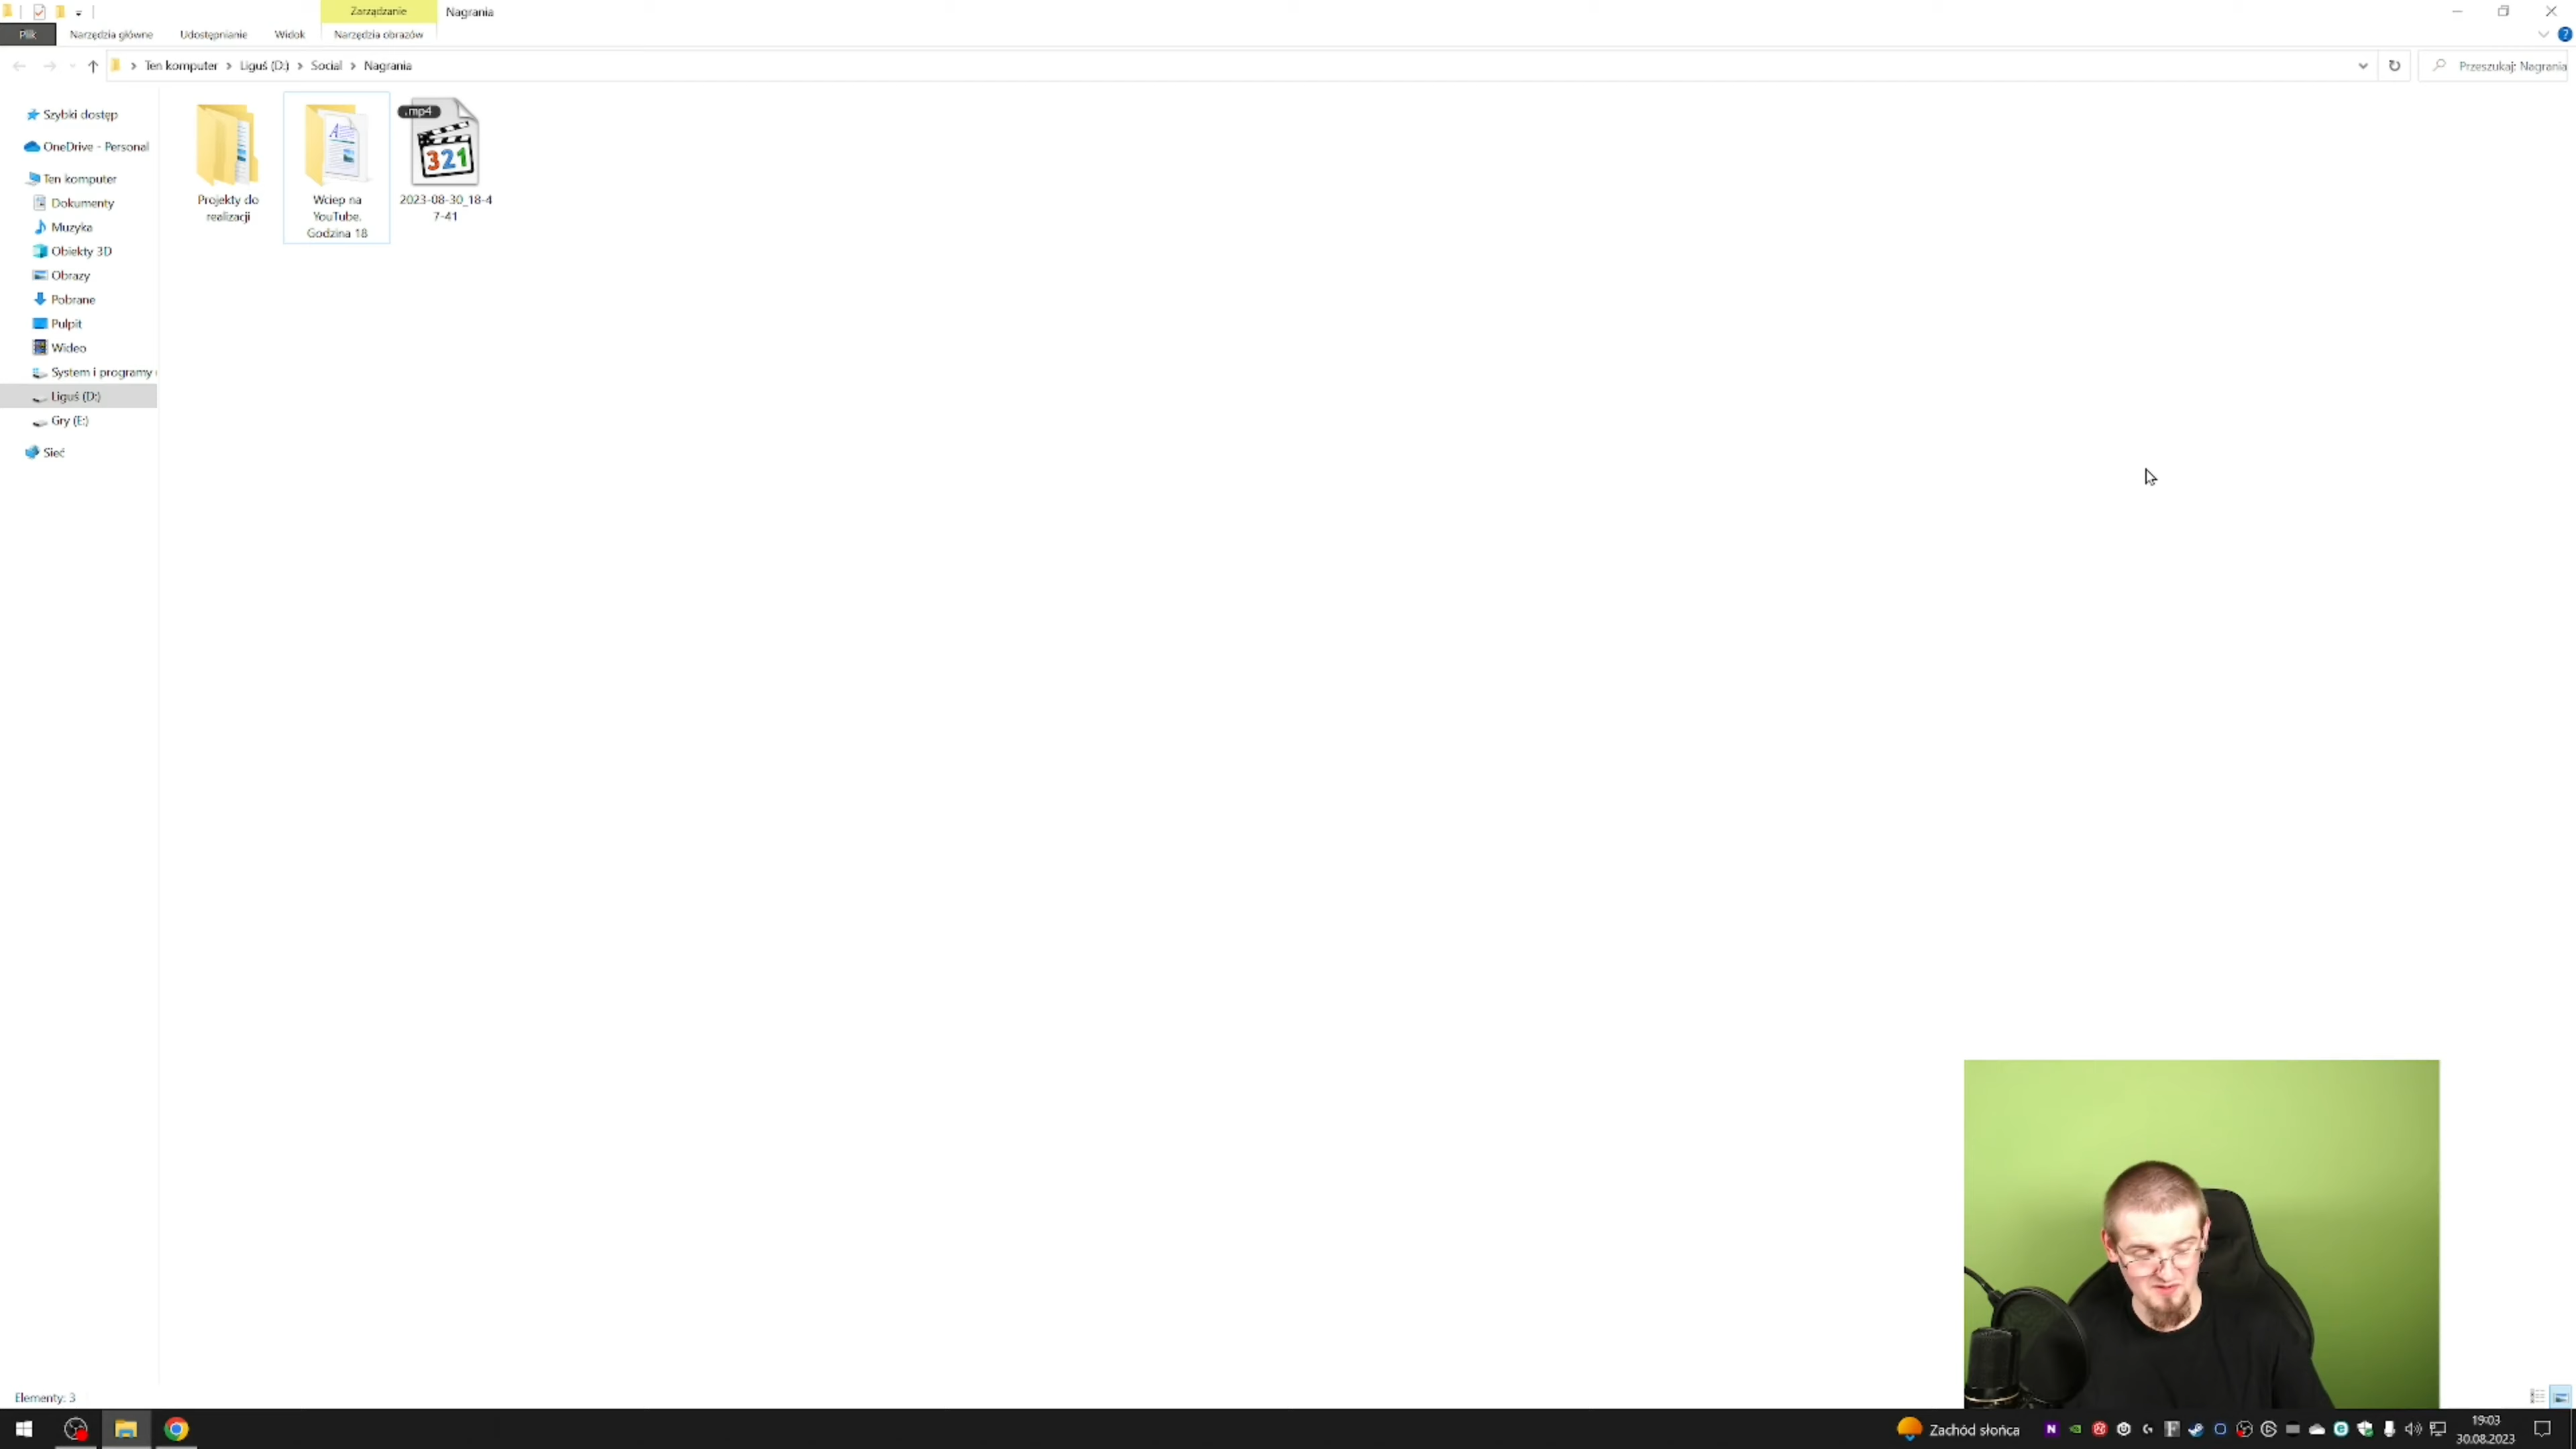 Zarządzanie
Nagrania
Plik
Narzędzia główne
Udostępnianie
Widok
Narzędzia obrazów
Ten komputer
Liguś (D:)
Social
Nagrania
Przeszukaj: Nagrania
Szybki dostęp
OneDrive - Personal
Ten komputer
Dokumenty
Muzyka
Obiekty 3D
Obrazy
Pobrane
Pulpit
Wideo
System i programy
Liguś (D:)
Gry (E:)
Sieć
Projekty do
realizacji
Wciep na
YouTube.
Godzina 18
.mp4
321
2023-08-30_18-4
7-41
Elementy: 3
Zachód słońca
19:03
30.08.2023